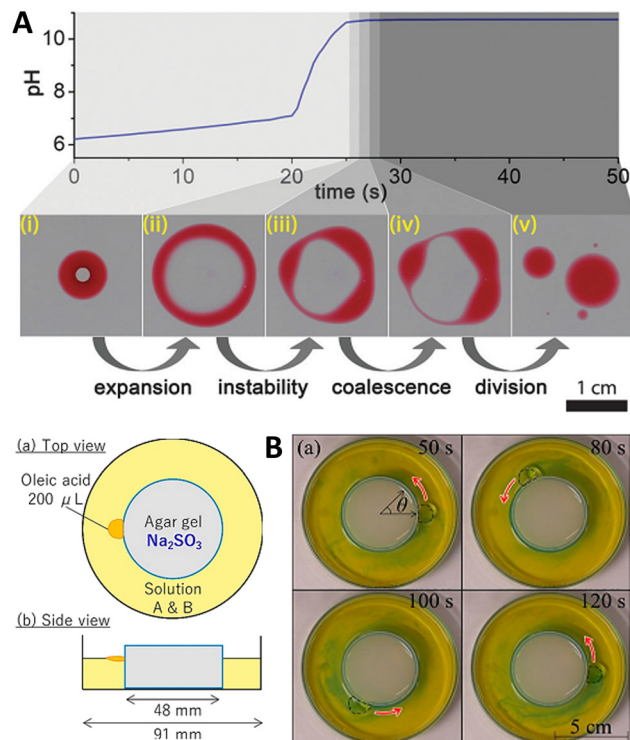 A
10
8
6
pH
0
10
20
30
40
50
time (s)
(i)
(ii)
(iii)
(iv)
(v)
expansion
instability
coalescence
division
1 cm
(a) Top view
Oleic acid
200 μL
Agar gel
Na₂SO₃
Solution
A & B
(b) Side view
48 mm
91 mm
B
(a)
50 s
80 s
θ
100 s
120 s
5 cm